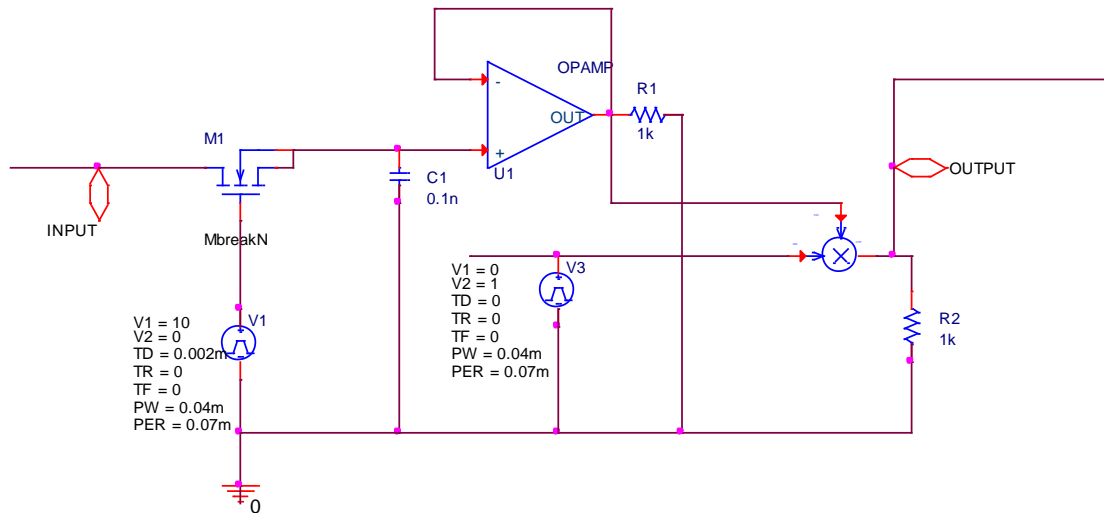 OPAMP
-
R1
OUT
1k
M1
+
U1
C1
0.1n
OUTPUT
INPUT
MbreakN
V1 = 0
V2 = 1
TD = 0
TR = 0
TF = 0
PW = 0.04m
PER = 0.07m
V3
V1 = 10
V2 = 0
TD = 0.002m
TR = 0
TF = 0
PW = 0.04m
PER = 0.07m
V1
R2
1k
0